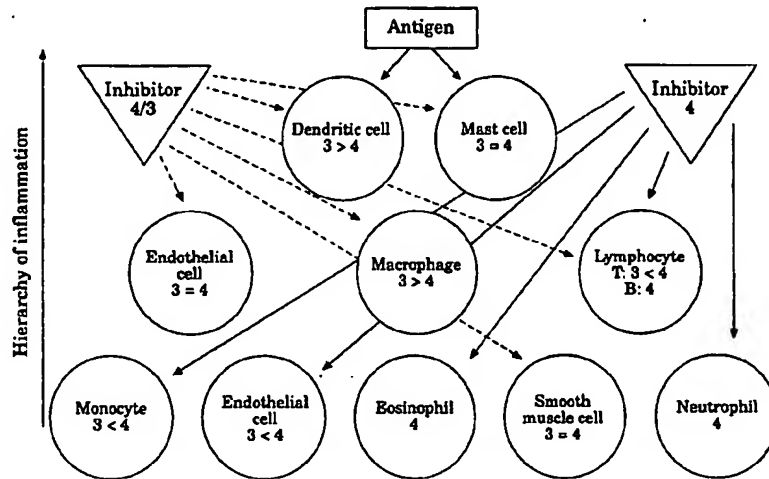 Antigen
Inhibitor
4/3
Inhibitor
4
Dendritic cell
3 > 4
Mast cell
3 = 4
Hierarchy of inflammation
Endothelial
cell
3 = 4
Macrophage
3 > 4
Lymphocyte
T: 3 < 4
B: 4
Monocyte
3 < 4
Endothelial
cell
3 < 4
Eosinophil
4
Smooth
muscle cell
3 = 4
Neutrophil
4